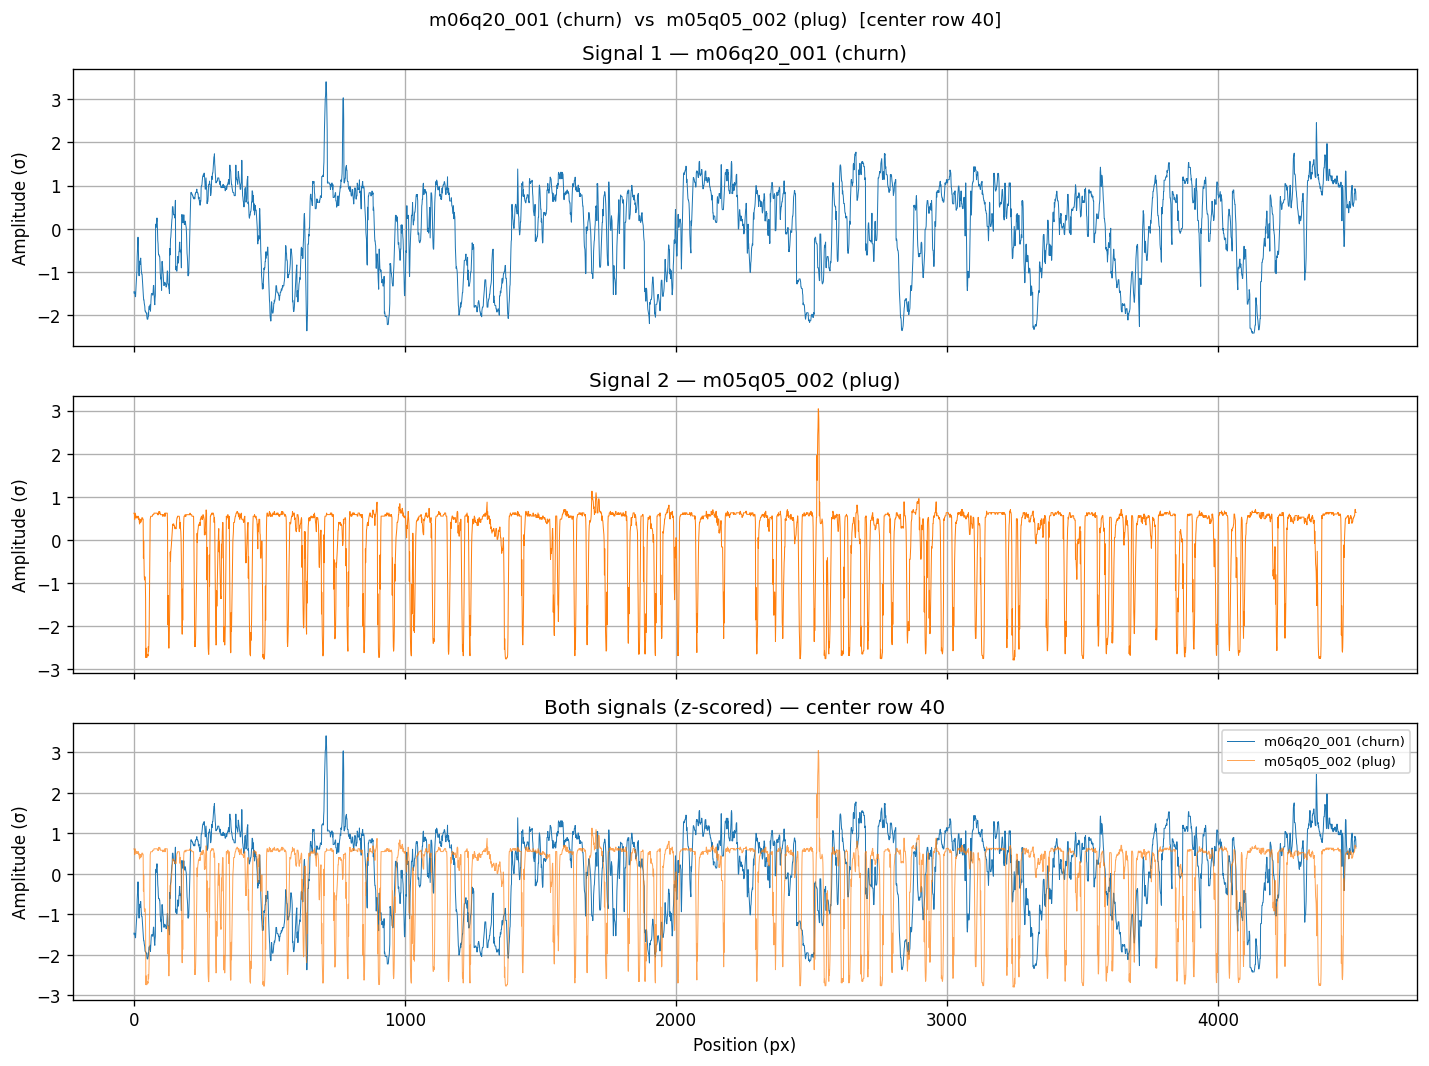 m06q20_001 (churn)  vs  m05q05_002 (plug)  [center row 40]
Signal 1 — m06q20_001 (churn)
Amplitude (σ)
3
2
1
0
−1
−2
Signal 2 — m05q05_002 (plug)
Amplitude (σ)
3
2
1
0
−1
−2
−3
Both signals (z-scored) — center row 40
m06q20_001 (churn)
m05q05_002 (plug)
Amplitude (σ)
3
2
1
0
−1
−2
−3
0
1000
2000
3000
4000
Position (px)